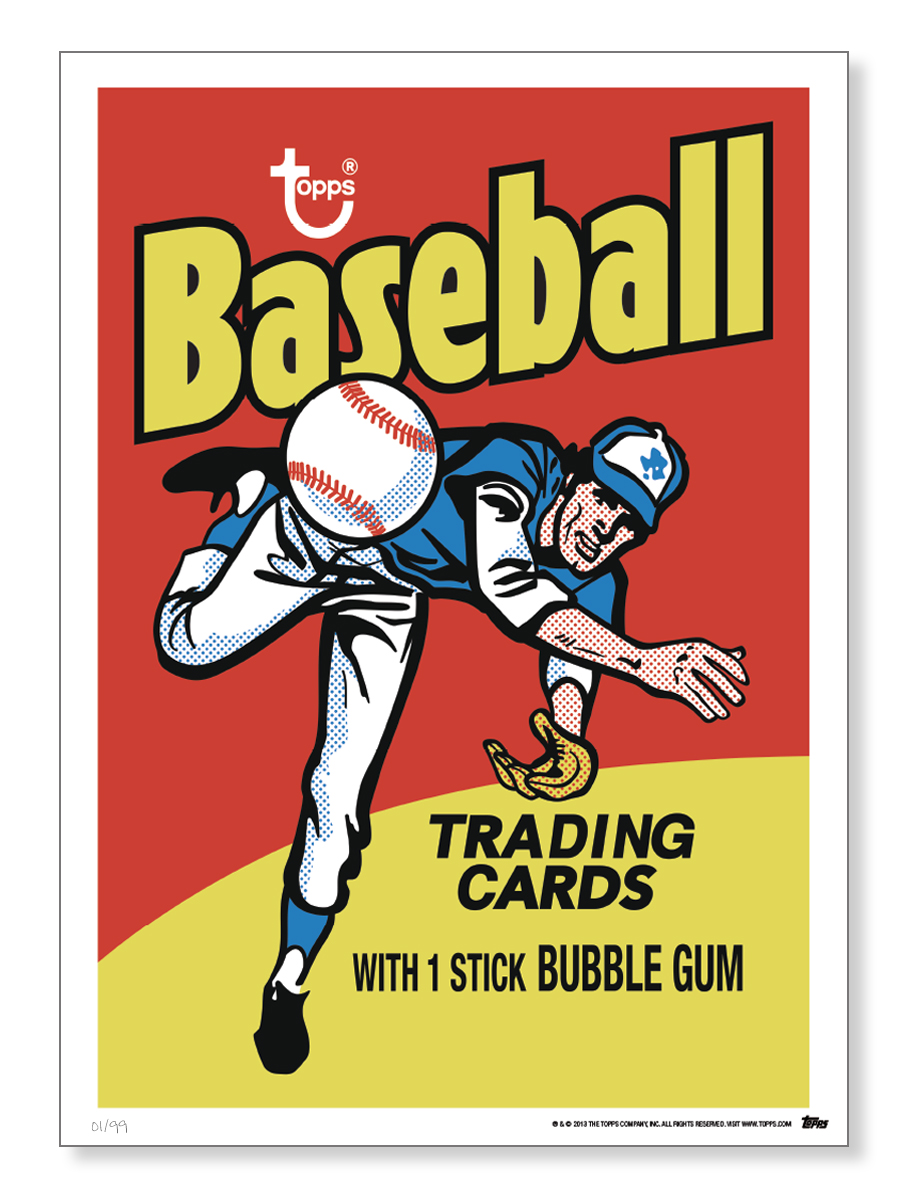 topps®
Baseball
TRADING
CARDS
WITH 1 STICK BUBBLE GUM
01/99
® & © 2013 THE TOPPS COMPANY, INC. ALL RIGHTS RESERVED. VISIT WWW.TOPPS.COM
TOPPS